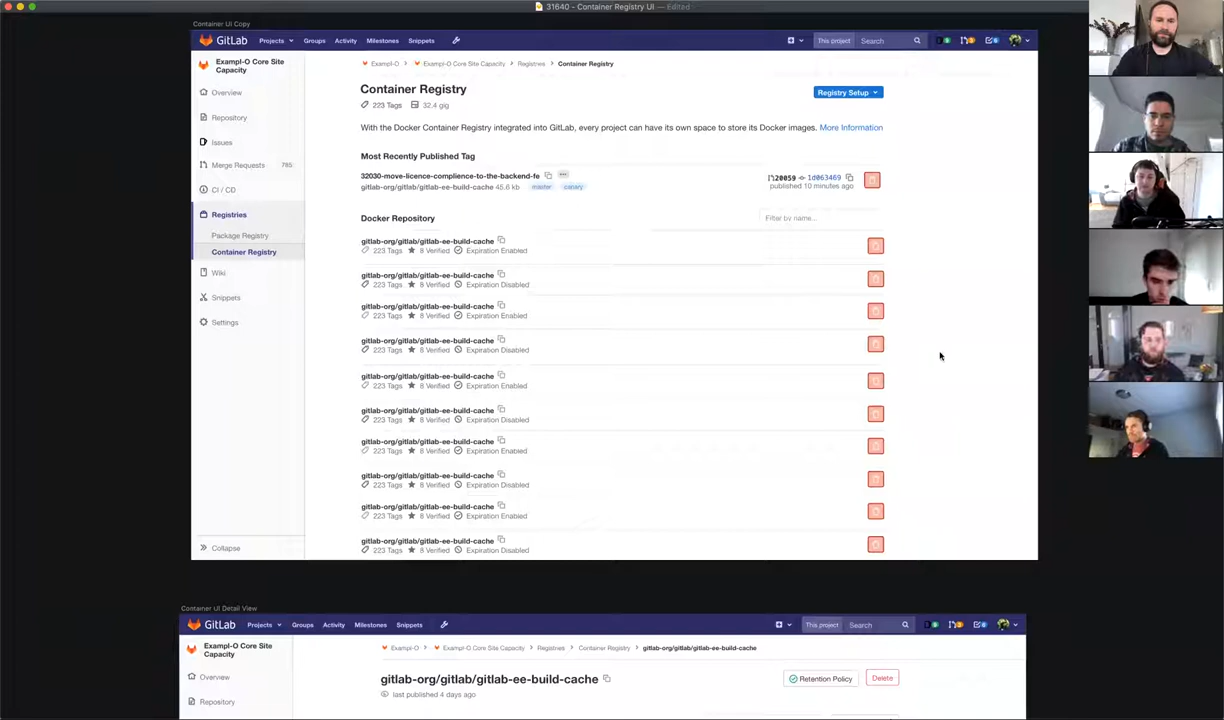 31640 - Container Registry UI — Edited
Container UI Copy
GitLab Projects Groups Activity Milestones Snippets This project Search
Exampl-O Core Site Capacity
Exampl-O Exampl-O Core Site Capacity Registries Container Registry
Overview
Repository
Issues
Merge Requests 785
CI / CD
Registries
Package Registry
Container Registry
Wiki
Snippets
Settings
Collapse
Container Registry
Registry Setup
223 Tags 32.4 gig
With the Docker Container Registry integrated into GitLab, every project can have its own space to store its Docker images. More Information
Most Recently Published Tag
32030-move-licence-complience-to-the-backend-fe
20059 1d063469
gitlab-org/gitlab/gitlab-ee-build-cache 45.6 kb master canary
published 10 minutes ago
Docker Repository
Filter by name...
gitlab-org/gitlab/gitlab-ee-build-cache
223 Tags 8 Verified Expiration Enabled
gitlab-org/gitlab/gitlab-ee-build-cache
223 Tags 8 Verified Expiration Disabled
gitlab-org/gitlab/gitlab-ee-build-cache
223 Tags 8 Verified Expiration Enabled
gitlab-org/gitlab/gitlab-ee-build-cache
223 Tags 8 Verified Expiration Disabled
gitlab-org/gitlab/gitlab-ee-build-cache
223 Tags 8 Verified Expiration Enabled
gitlab-org/gitlab/gitlab-ee-build-cache
223 Tags 8 Verified Expiration Disabled
gitlab-org/gitlab/gitlab-ee-build-cache
223 Tags 8 Verified Expiration Enabled
gitlab-org/gitlab/gitlab-ee-build-cache
223 Tags 8 Verified Expiration Disabled
gitlab-org/gitlab/gitlab-ee-build-cache
223 Tags 8 Verified Expiration Enabled
gitlab-org/gitlab/gitlab-ee-build-cache
223 Tags 8 Verified Expiration Disabled
Container UI Detail View
GitLab Projects Groups Activity Milestones Snippets This project Search
Exampl-O Core Site Capacity
Exampl-O Exampl-O Core Site Capacity Registries Container Registry gitlab-org/gitlab/gitlab-ee-build-cache
Overview
Repository
gitlab-org/gitlab/gitlab-ee-build-cache
Retention Policy Delete
last published 4 days ago